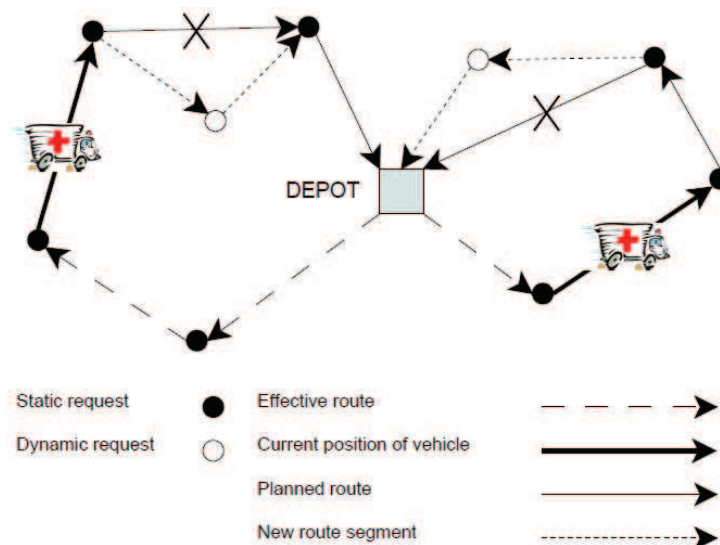 DEPOT
Static request
Effective route
Dynamic request
Current position of vehicle
Planned route
New route segment